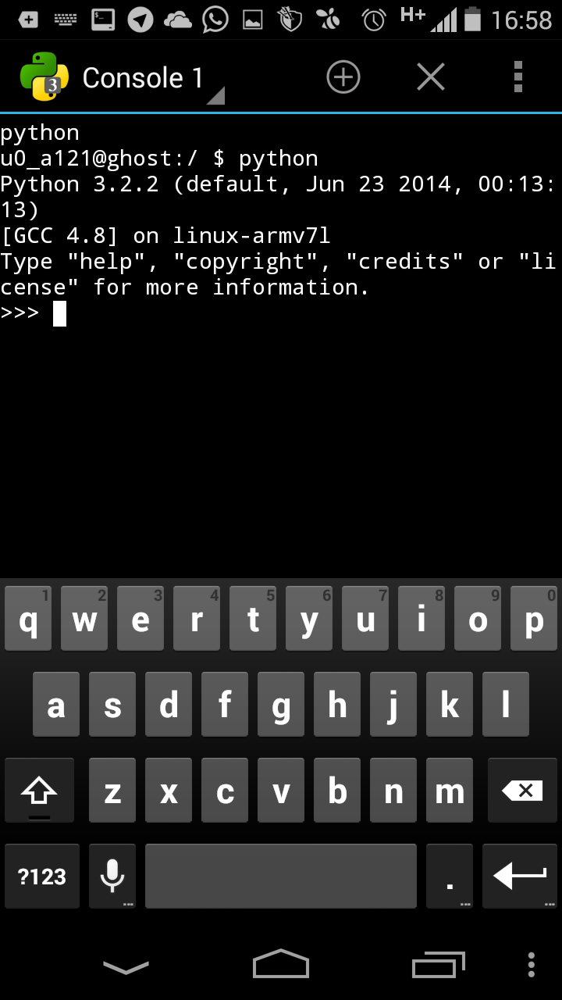 H+ 16:58
3 Console 1
python
u0_a121@ghost:/ $ python
Python 3.2.2 (default, Jun 23 2014, 00:13:
13)
[GCC 4.8] on linux-armv7l
Type "help", "copyright", "credits" or "li
cense" for more information.
>>>
1 2 3 4 5 6 7 8 9 0
q w e r t y u i o p
a s d f g h j k l
z x c v b n m
?123 ... . ... ...